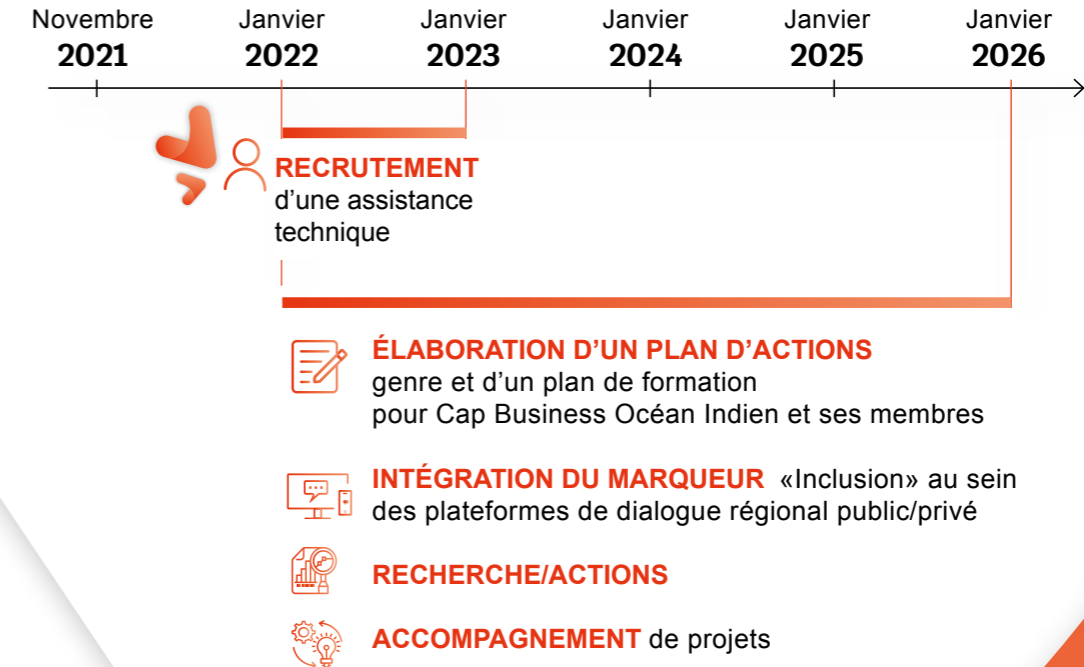 Novembre Janvier Janvier Janvier Janvier Janvier
2021 2022 2023 2024 2025 2026
RECRUTEMENT
d'une assistance
technique
ÉLABORATION D'UN PLAN D'ACTIONS
genre et d'un plan de formation
pour Cap Business Océan Indien et ses membres
INTÉGRATION DU MARQUEUR «Inclusion» au sein
des plateformes de dialogue régional public/privé
RECHERCHE/ACTIONS
ACCOMPAGNEMENT de projets